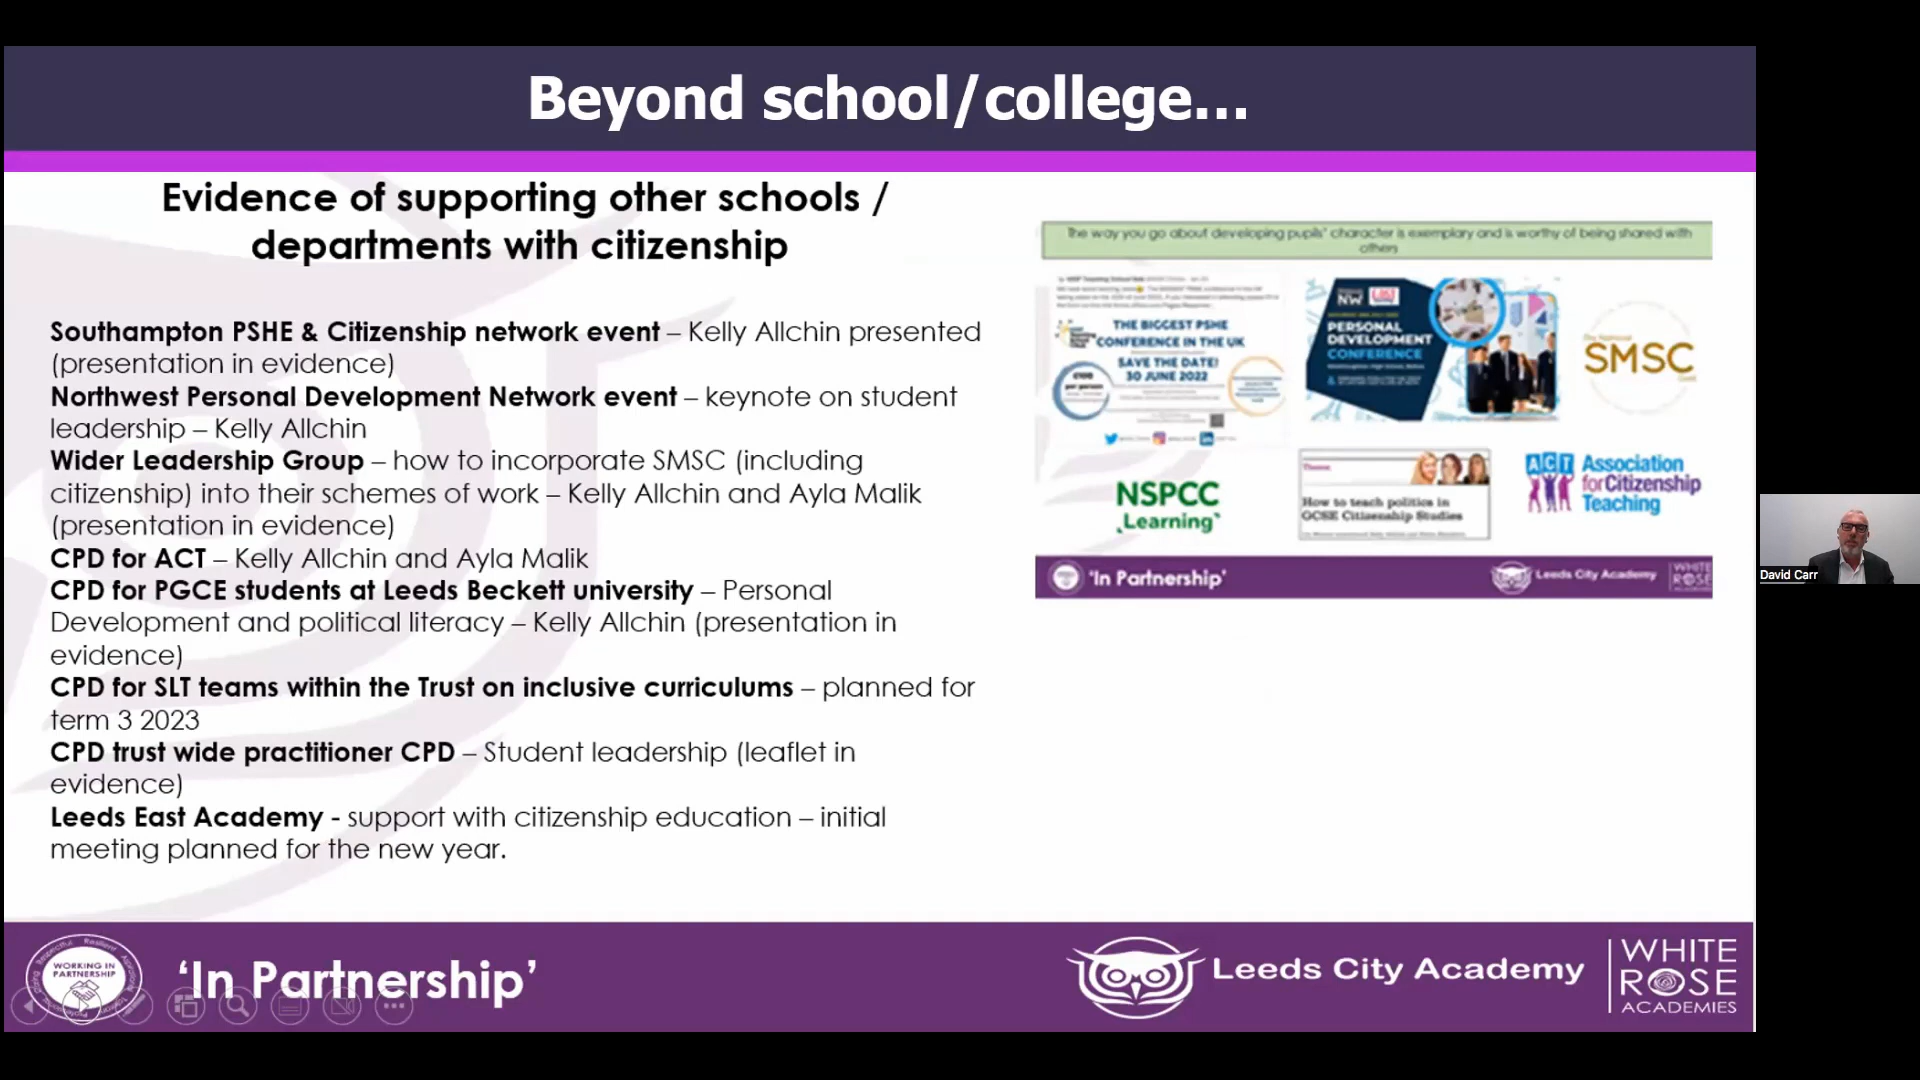 Beyond school/college...
Evidence of supporting other schools /
departments with citizenship
Southampton PSHE & Citizenship network event – Kelly Allchin presented
(presentation in evidence)
Northwest Personal Development Network event – keynote on student
leadership – Kelly Allchin
Wider Leadership Group – how to incorporate SMSC (including
citizenship) into their schemes of work – Kelly Allchin and Ayla Malik
(presentation in evidence)
CPD for ACT – Kelly Allchin and Ayla Malik
CPD for PGCE students at Leeds Beckett university – Personal
Development and political literacy – Kelly Allchin (presentation in
evidence)
CPD for SLT teams within the Trust on inclusive curriculums – planned for
term 3 2023
CPD trust wide practitioner CPD – Student leadership (leaflet in
evidence)
Leeds East Academy - support with citizenship education – initial
meeting planned for the new year.
The way you go about developing pupils' character is exemplary and is worthy of being shared with
others
THE BIGGEST PSHE
CONFERENCE IN THE UK
SAVE THE DATE!
30 JUNE 2022
NW
PERSONAL
DEVELOPMENT
CONFERENCE
SMSC
NSPCC
Learning
How to teach politics in
GCSE Citizenship Studies
ACT
Association
for Citizenship
Teaching
'In Partnership'
Leeds City Academy
WHITE
ROSE
David Carr
WORKING IN
PARTNERSHIP
'In Partnership'
Leeds City Academy
WHITE
ROSE
ACADEMIES